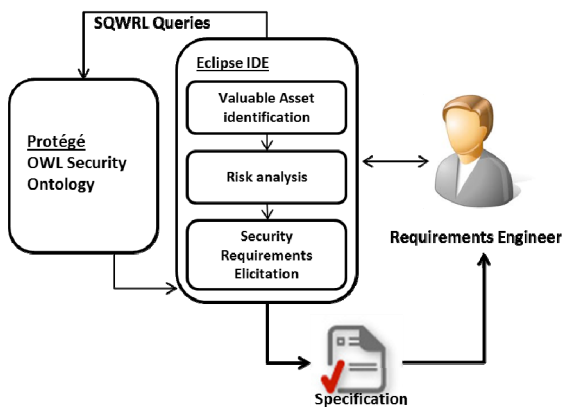 SQWRL Queries
Eclipse IDE
Valuable Asset
identification
Risk analysis
Security
Requirements
Elicitation
Protégé
OWL Security
Ontology
Requirements Engineer
Specification